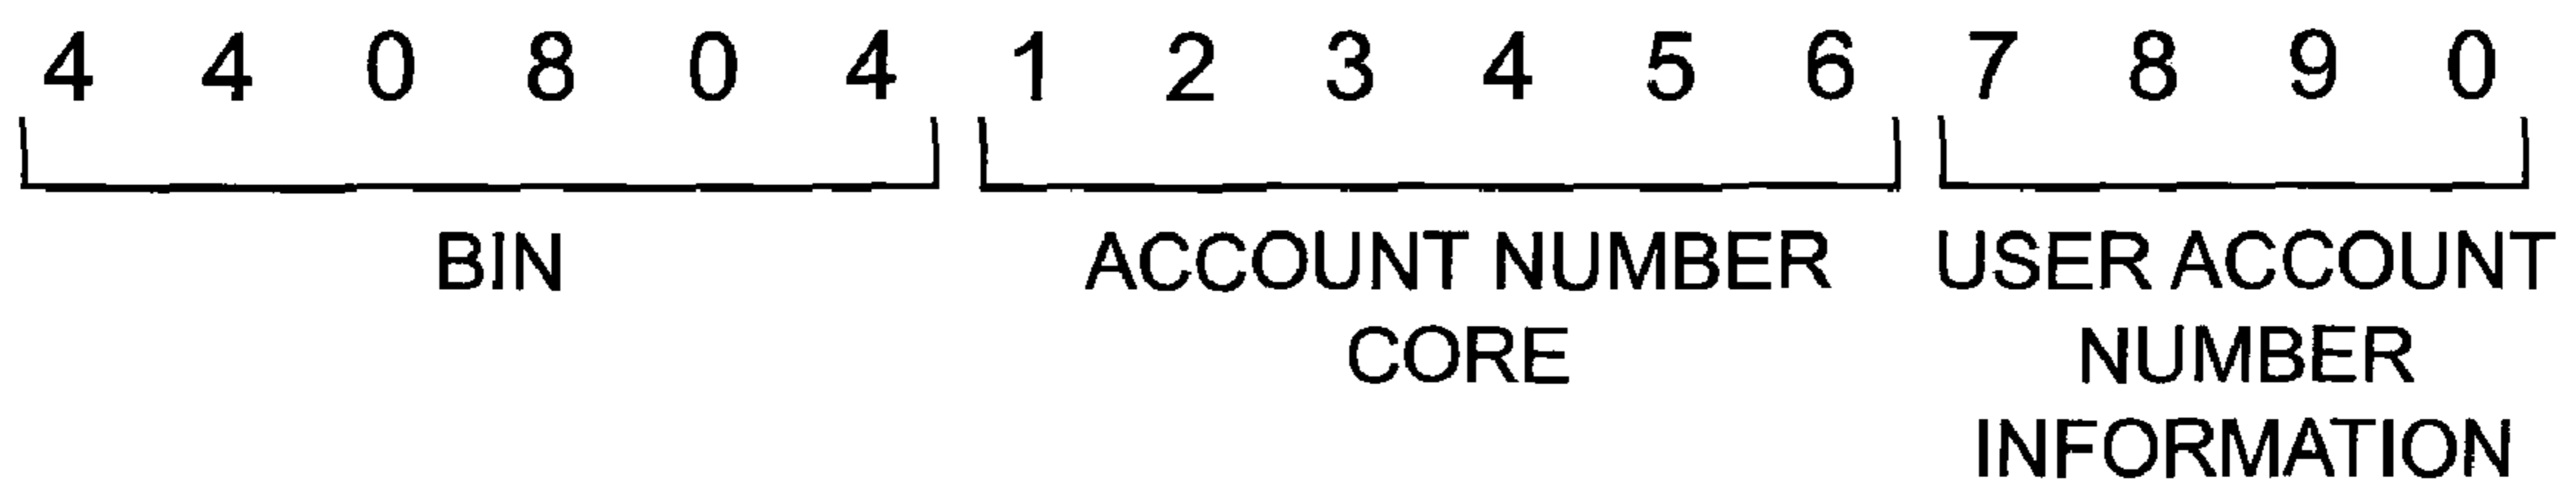 4 4 0 8 0 4 1 2 3 4 5 6 7 8 9 0
BIN
ACCOUNT NUMBER
CORE
USER ACCOUNT
NUMBER
INFORMATION